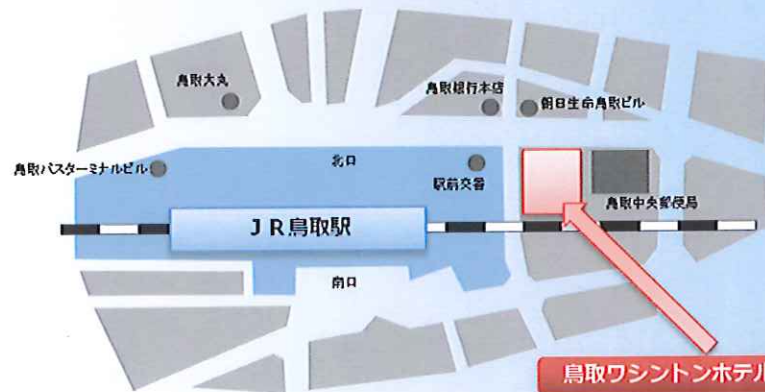 鳥取大丸
鳥取銀行本店
朝日生命鳥取ビル
鳥取バスターミナルビル
北口
駅前交番
鳥取中央郵便局
JR鳥取駅
南口
鳥取ワシントンホテル